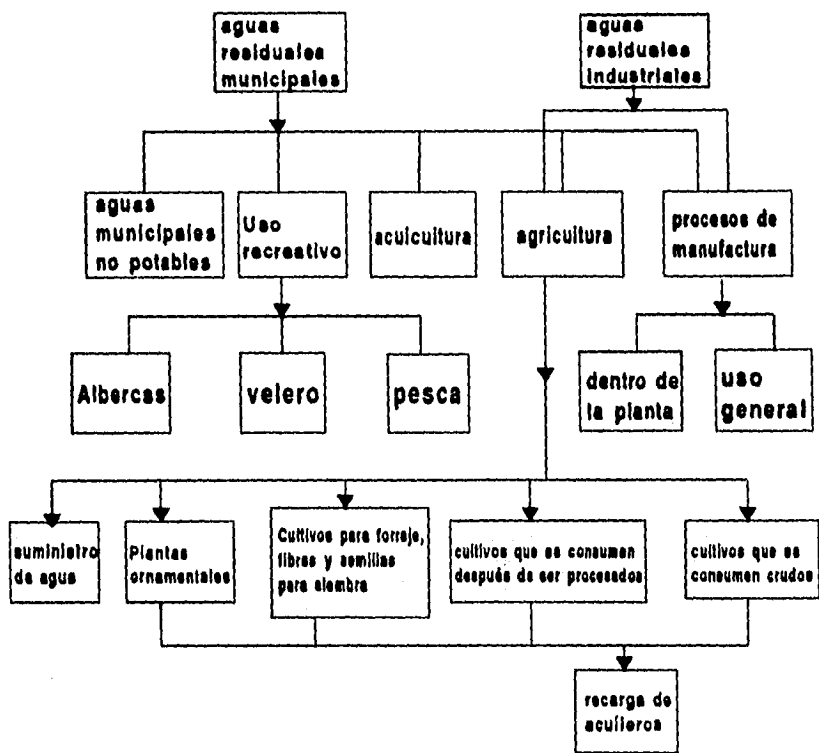 aguas
residuales
municipales
aguas
residuales
industriales
aguas
municipales
no potables
Uso
recreativo
acuicultura
agricultura
procesos de
manufactura
Albercas
velero
pesca
dentro de
la planta
uso
general
suministro
de agua
Plantas
ornamentales
Cultivos para forraje,
fibras y semillas
para siembra
cultivos que se consumen
después de ser procesados
cultivos que se
consumen crudos
recarga de
acuíferos